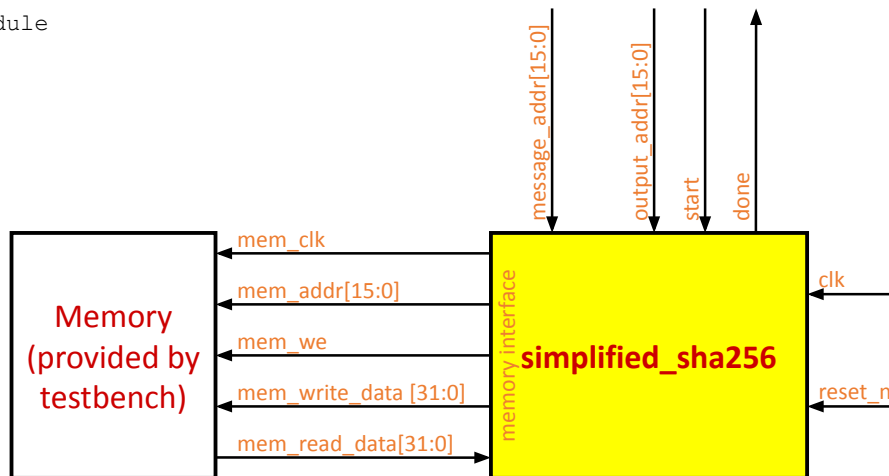 dule
message_addr[15:0]
output_addr[15:0]
start
done
mem_clk
mem_addr[15:0]
mem_we
mem_write_data [31:0]
mem_read_data[31:0]
Memory
(provided by
testbench)
memory interface
simplified_sha256
clk
reset_n